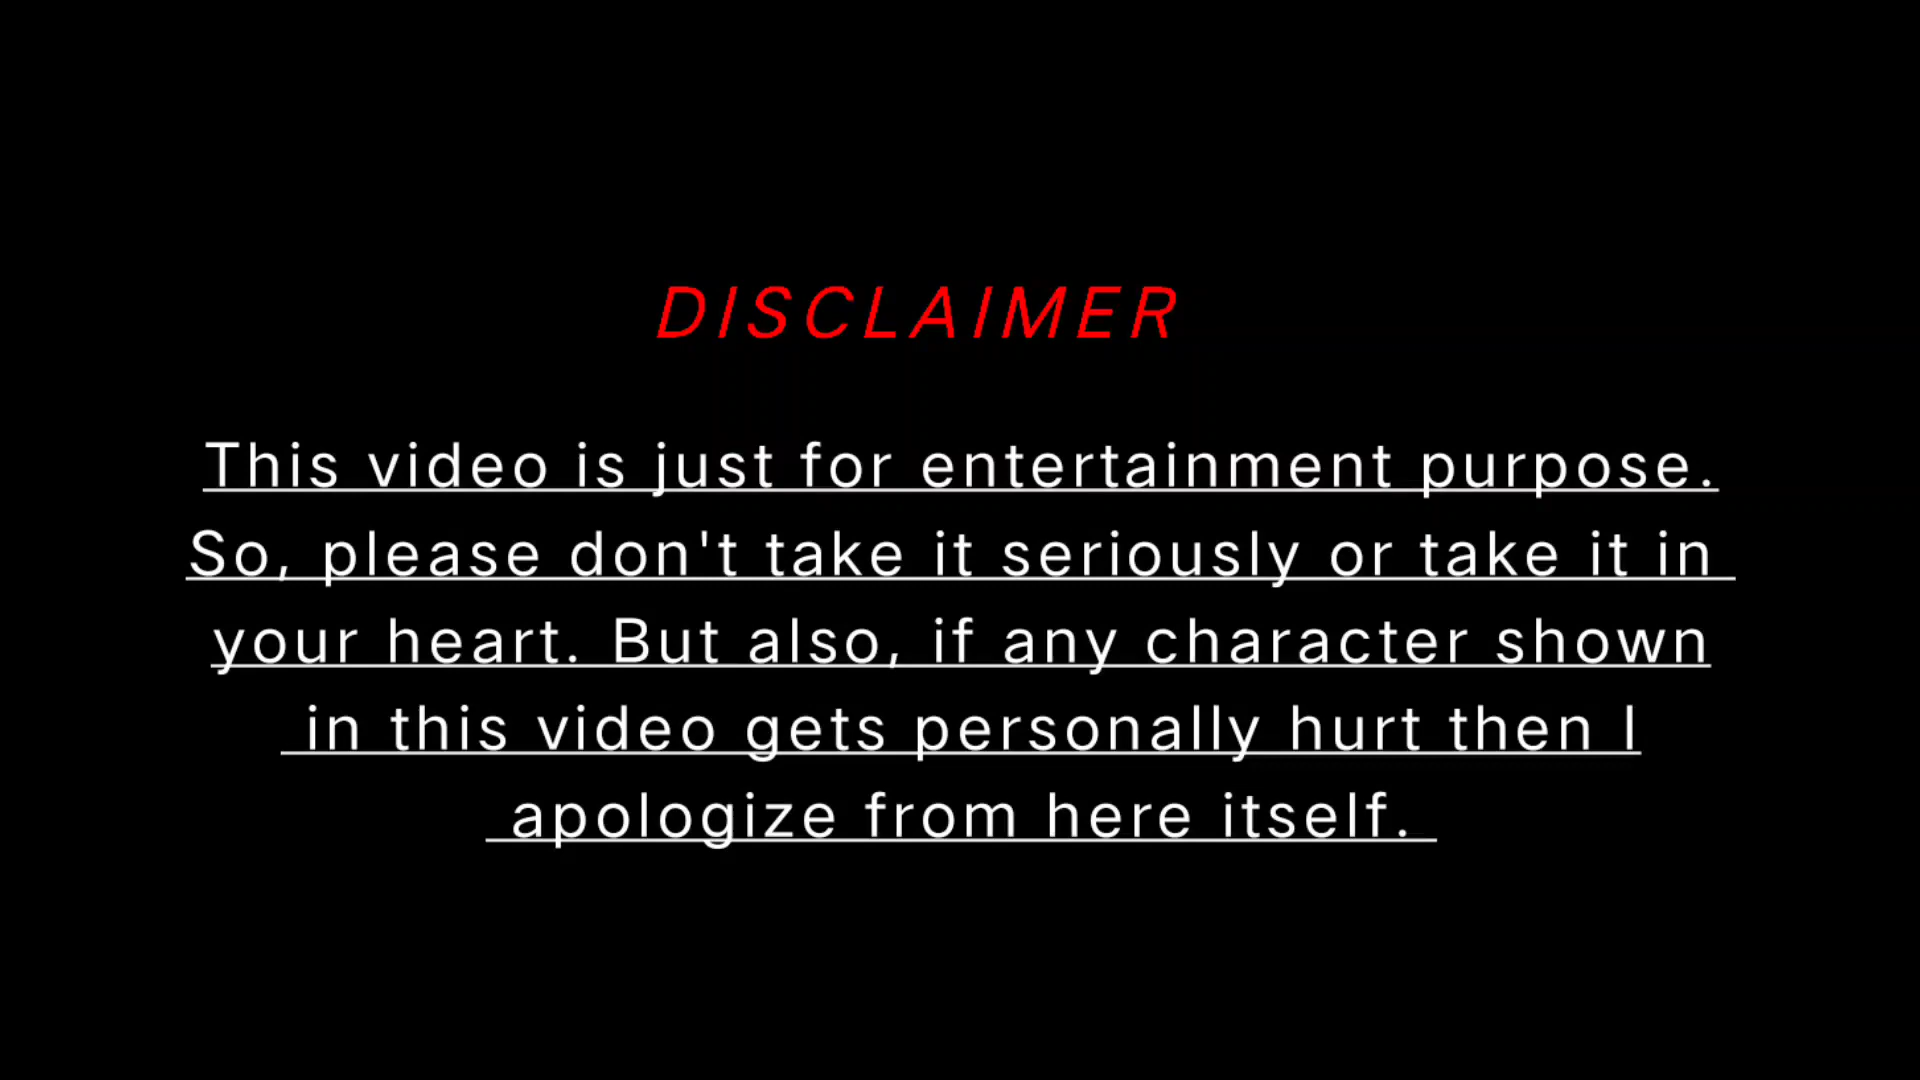 DISCLAIMER
This video is just for entertainment purpose.
So, please don't take it seriously or take it in
your heart. But also, if any character shown
in this video gets personally hurt then I
apologize from here itself.